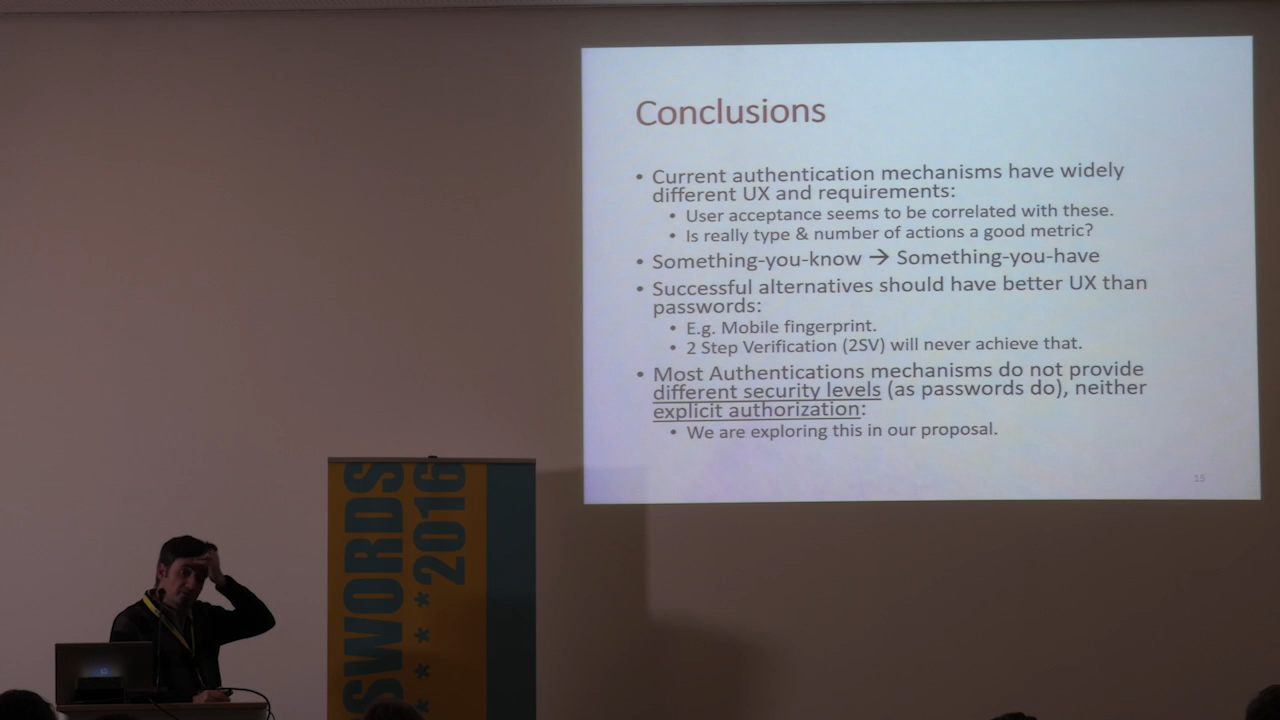 Conclusions
• Current authentication mechanisms have widely
different UX and requirements:
• User acceptance seems to be correlated with these.
• Is really type & number of actions a good metric?
• Something-you-know → Something-you-have
• Successful alternatives should have better UX than
passwords:
• E.g. Mobile fingerprint.
• 2 Step Verification (2SV) will never achieve that.
• Most Authentications mechanisms do not provide
different security levels (as passwords do), neither
explicit authorization:
• We are exploring this in our proposal.
15
SWORDS
* * * * 2016